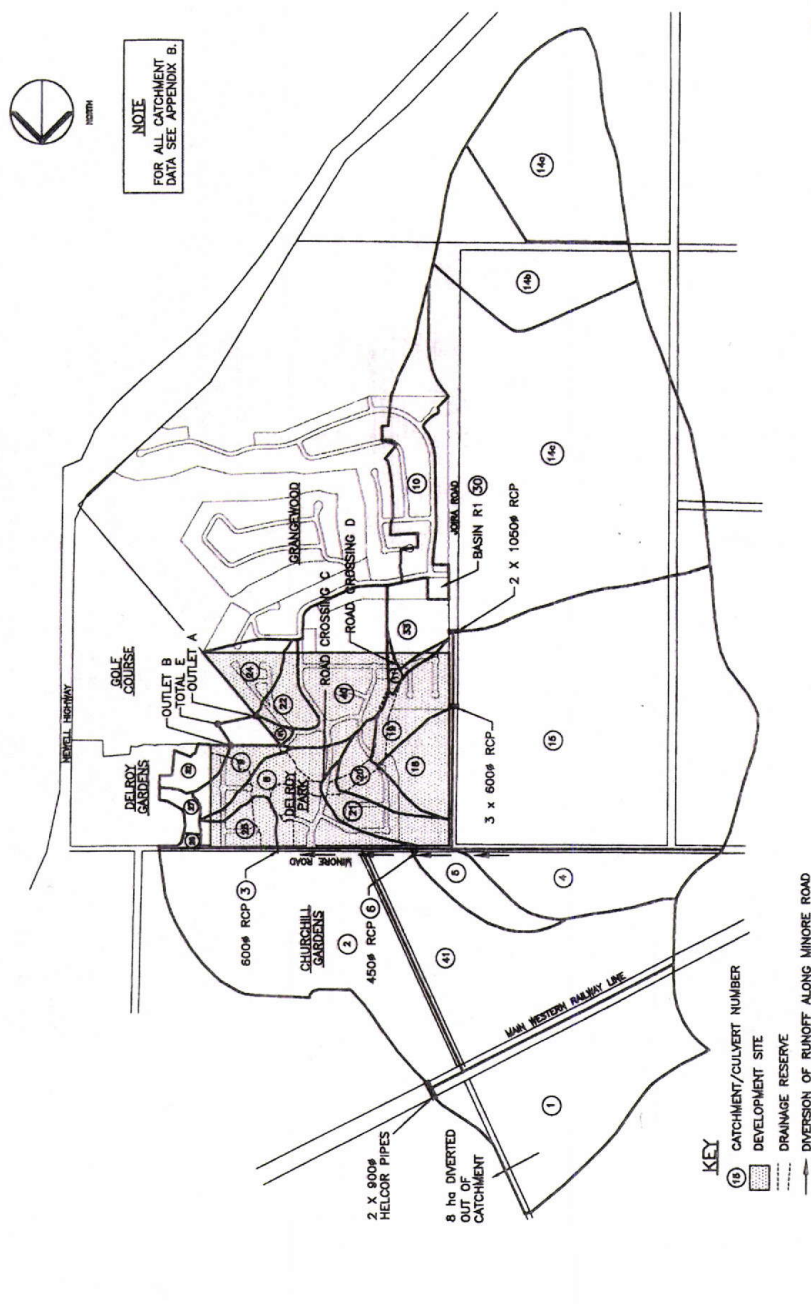 NORTH
NOTE
FOR ALL CATCHMENT
DATA SEE APPENDIX B.
NEWELL HIGHWAY
GOLF
COURSE
OUTLET B
TOTAL E
OUTLET A
DELROY
GARDENS
GRANGEWOOD
ROAD CROSSING C
ROAD CROSSING D
DELROY
PARK
MINORE ROAD
600ø RCP 3
CHURCHILL
GARDENS
2
450ø RCP 6
41
5
4
MAIN WESTERN RAILWAY LINE
1
2 X 900ø
HELCOR PIPES
8 ha DIVERTED
OUT OF
CATCHMENT
24
22
40
9
8
25
20
21
19
18
33
10
JOIRA ROAD
BASIN R1 30
2 X 1050ø RCP
3 x 600ø RCP
15
14c
14b
14a
KEY
15 CATCHMENT/CULVERT NUMBER
DEVELOPMENT SITE
DRAINAGE RESERVE
DIVERSION OF RUNOFF ALONG MINORE ROAD